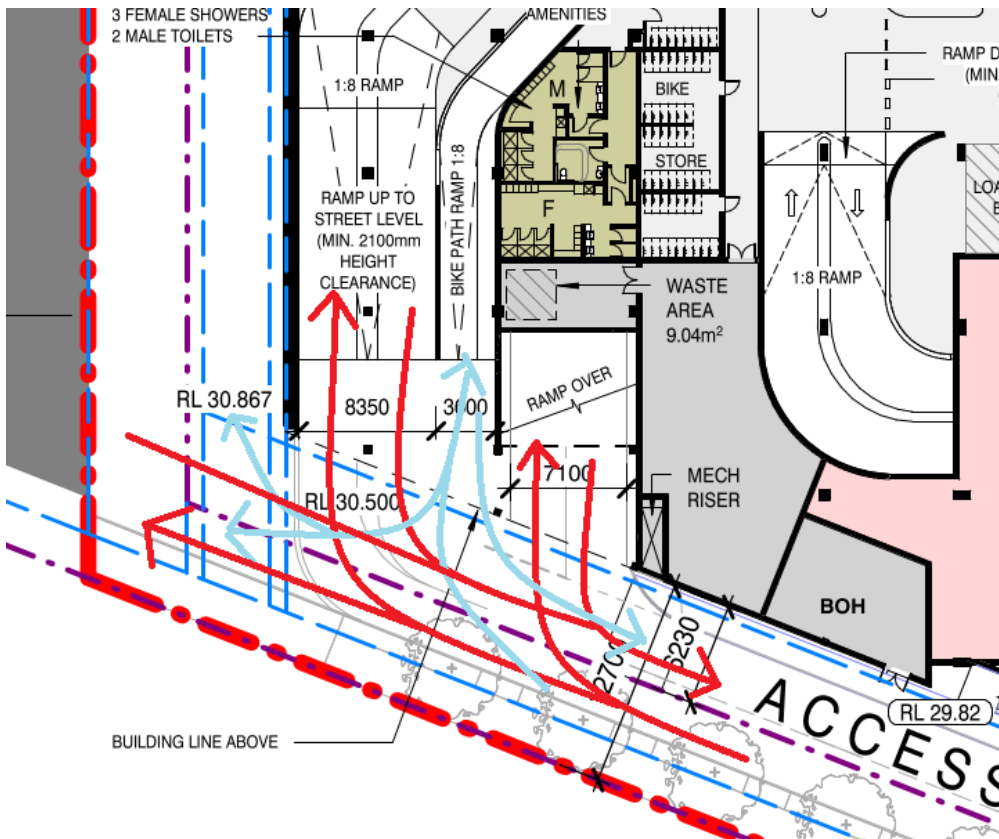 3 FEMALE SHOWERS
2 MALE TOILETS
AMENITIES
RAMP D
(MIN.
1:8 RAMP
M
BIKE
STORE
BIKE PATH RAMP 1:8
RAMP UP TO
STREET LEVEL
(MIN. 2100mm
HEIGHT
CLEARANCE)
F
LOA
1:8 RAMP
WASTE
AREA
9.04m²
RL 30.867
8350
3600
RAMP OVER
7100
MECH
RISER
RL 30.500
BOH
5230
ACCESS
RL 29.82
BUILDING LINE ABOVE